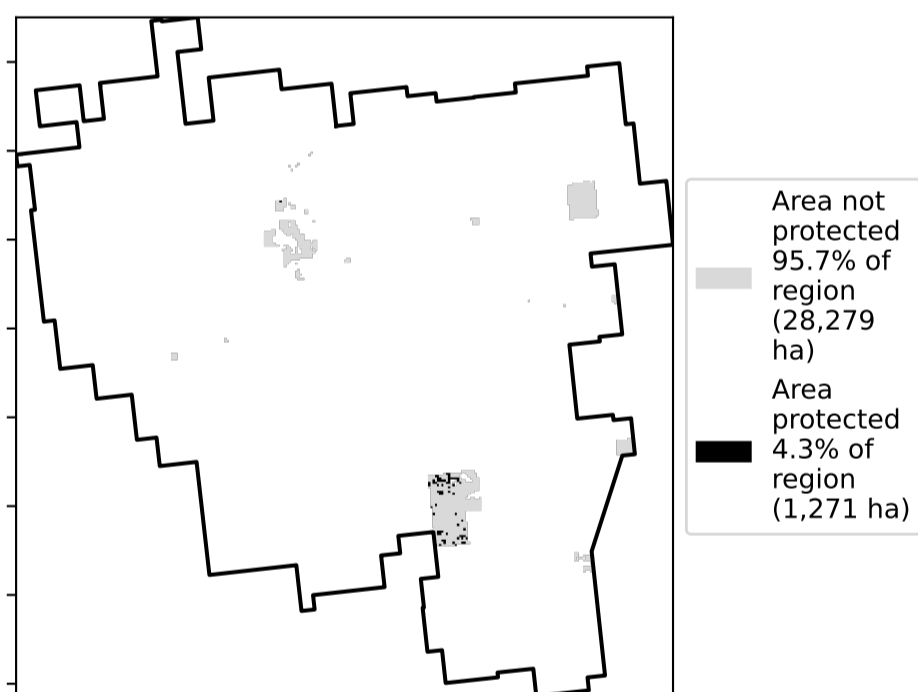 Area not
protected
95.7% of
region
(28,279
ha)
Area
protected
4.3% of
region
(1,271 ha)